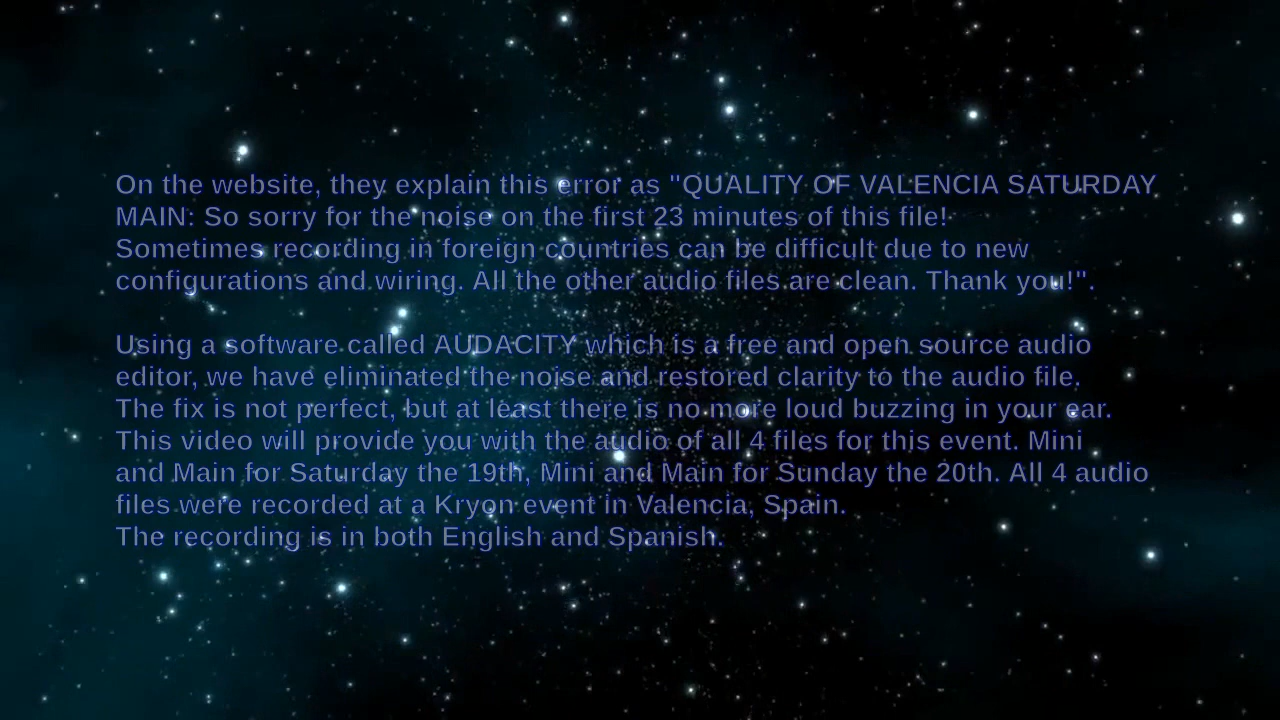 On the website, they explain this error as "QUALITY OF VALENCIA SATURDAY
MAIN: So sorry for the noise on the first 23 minutes of this file!
Sometimes recording in foreign countries can be difficult due to new
configurations and wiring. All the other audio files are clean. Thank you!".
Using a software called AUDACITY which is a free and open source audio
editor, we have eliminated the noise and restored clarity to the audio file.
The fix is not perfect, but at least there is no more loud buzzing in your ear.
This video will provide you with the audio of all 4 files for this event. Mini
and Main for Saturday the 19th, Mini and Main for Sunday the 20th. All 4 audio
files were recorded at a Kryon event in Valencia, Spain.
The recording is in both English and Spanish.